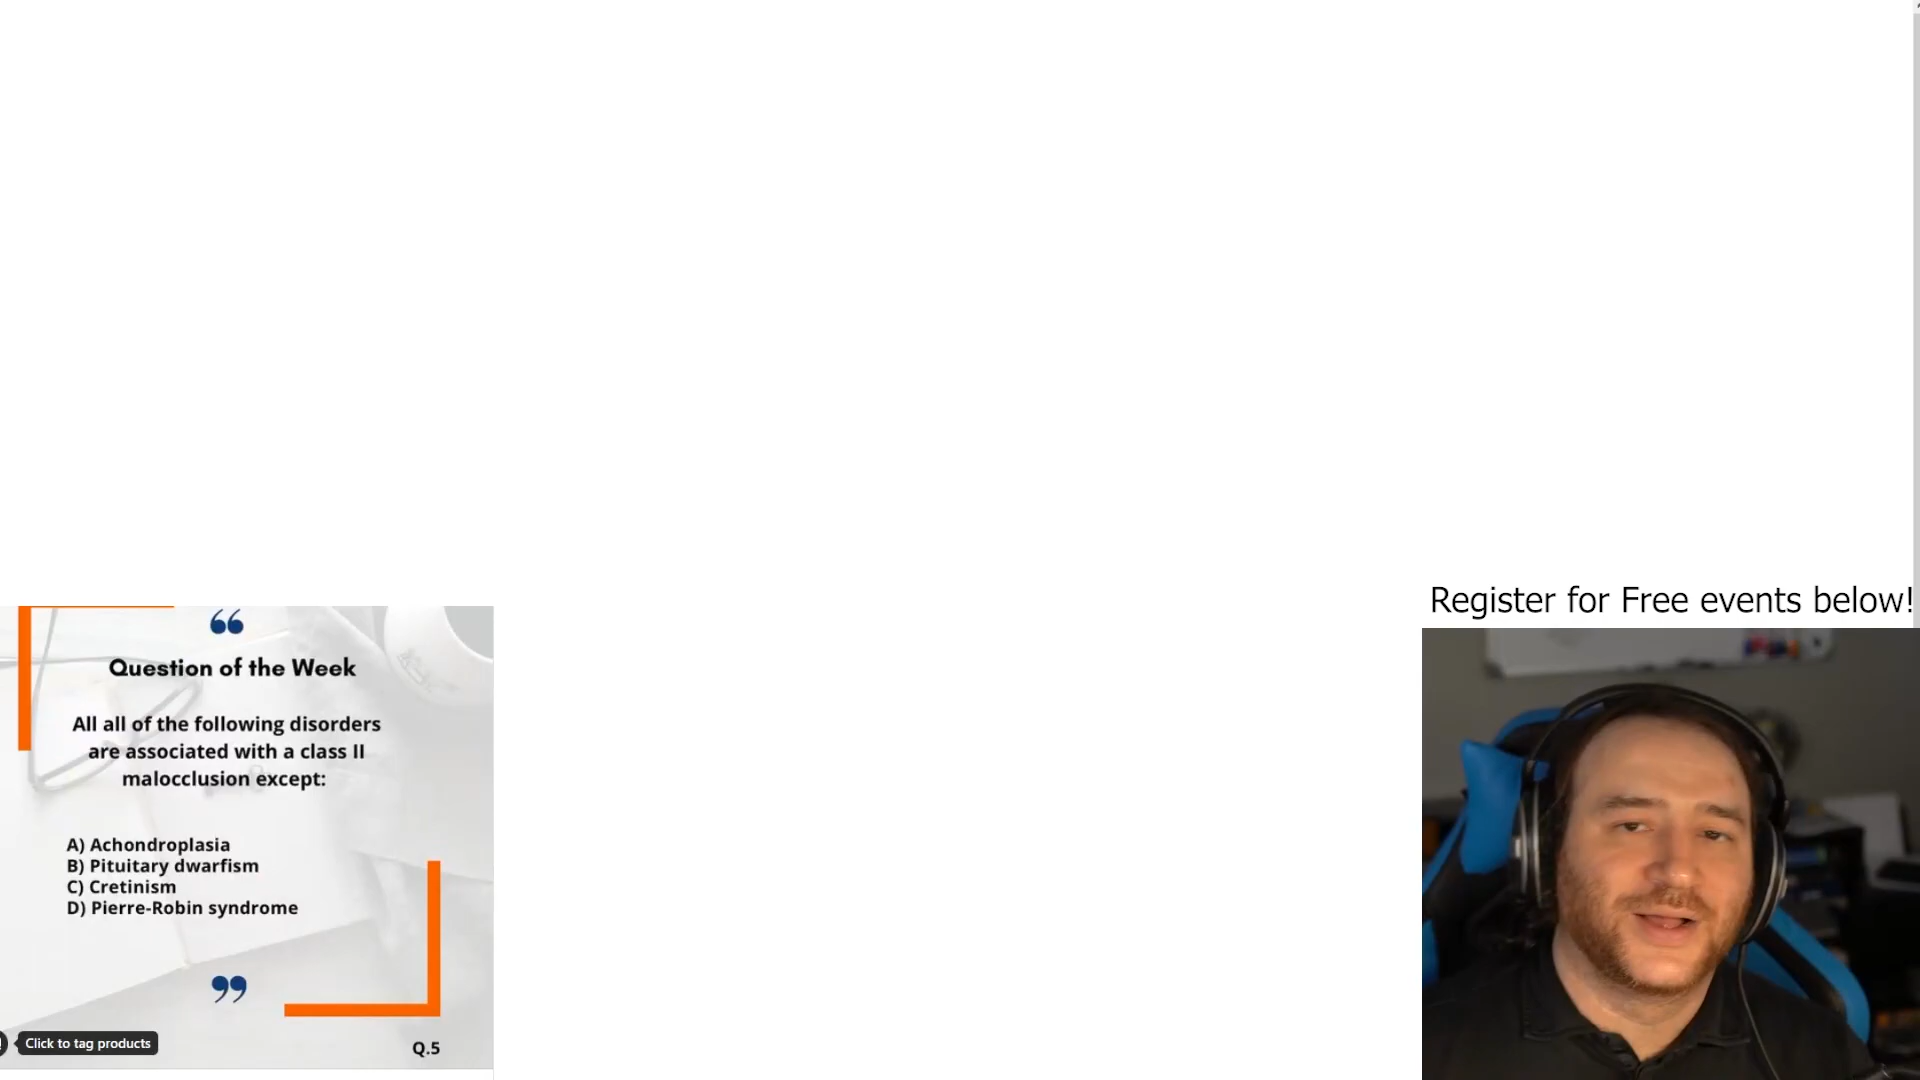 Register for Free events below!
“
Question of the Week
All all of the following disorders
are associated with a class II
malocclusion except:
A) Achondroplasia
B) Pituitary dwarfism
C) Cretinism
D) Pierre-Robin syndrome
”
Click to tag products
Q.5